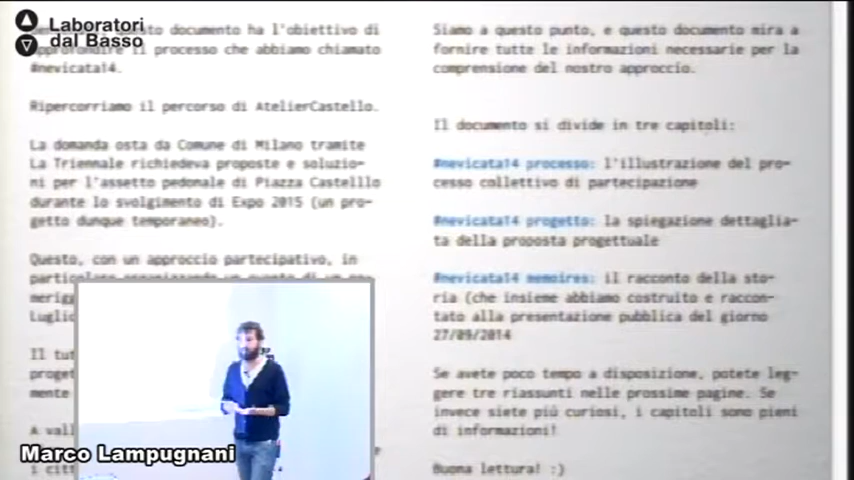 Laboratori
dal Basso
documento ha l'obiettivo di
approfondire il processo che abbiamo chiamato
#nevicata14.
Ripercorriamo il percorso di AtelierCastello.
La domanda osta da Comune di Milano tramite
La Triennale richiedeva proposte e soluzio-
ni per l'assetto pedonale di Piazza Castelllo
durante lo svolgimento di Expo 2015 (un pro-
getto dunque temporaneo).
Questo, con un approccio partecipativo, in
Il
mente
A
Siamo a questo punto, e questo documento mira a
fornire tutte le informazioni necessarie per la
comprensione del nostro approccio.
Il documento si divide in tre capitoli:
#nevicata14 processo: l'illustrazione del pro-
cesso collettivo di partecipazione
#nevicata14 progetto: la spiegazione dettaglia-
ta della proposta progettuale
#nevicata14 memoires: il racconto della sto-
ria (che insieme abbiamo costruito e raccon-
tato alla presentazione pubblica del giorno
27/09/2014
Se avete poco tempo a disposizione, potete leg-
gere tre riassunti nelle prossime pagine. Se
invece siete più curiosi, i capitoli sono pieni
di informazioni!
Buona lettura! :)
Marco Lampugnani